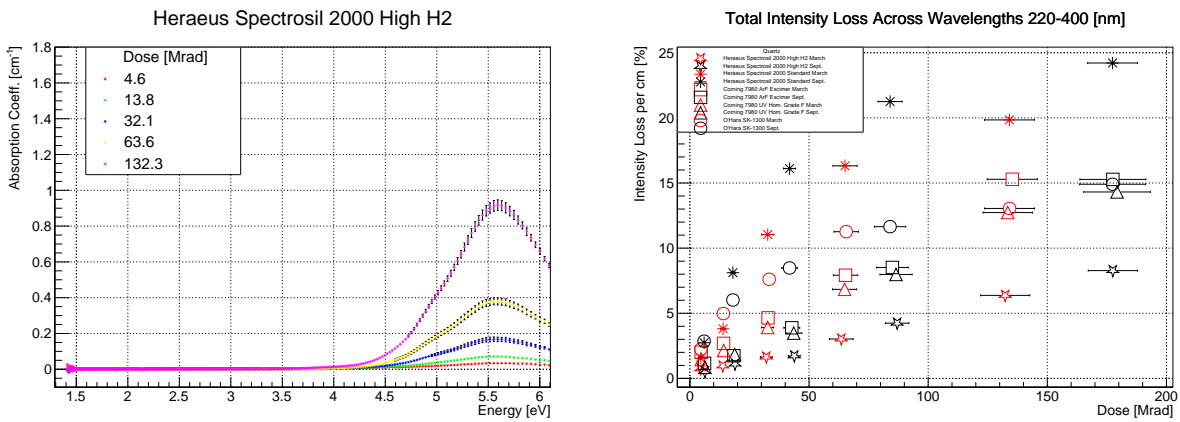 Heraeus Spectrosil 2000 High H2
Absorption Coeff. [cm⁻¹]
1.8
1.6
1.4
1.2
1
0.8
0.6
0.4
0.2
0
Dose [Mrad]
4.6
13.8
32.1
63.6
132.3
1.5 2 2.5 3 3.5 4 4.5 5 5.5 6
Energy [eV]
Total Intensity Loss Across Wavelengths 220-400 [nm]
Intensity Loss per cm [%]
25
20
15
10
5
0
Quartz
Heraeus Spectrosil 2000 High H2 March
Heraeus Spectrosil 2000 High H2 Sept.
Heraeus Spectrosil 2000 Standard March
Heraeus Spectrosil 2000 Standard Sept.
Corning 7980 ArF Excimer March
Corning 7980 ArF Excimer Sept.
Corning 7980 UV Hom. Grade F March
Corning 7980 UV Hom. Grade F Sept.
O'Hara SK-1300 March
O'Hara SK-1300 Sept.
0 50 100 150 200
Dose [Mrad]